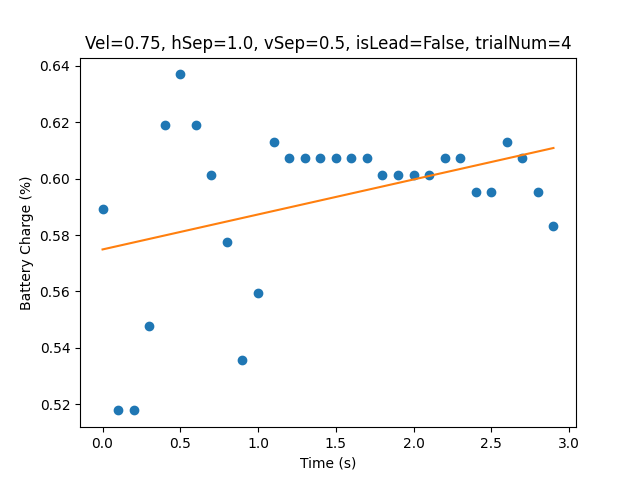 Vel=0.75, hSep=1.0, vSep=0.5, isLead=False, trialNum=4
0.64
0.62
0.60
0.58
0.56
0.54
0.52
Battery Charge (%)
0.0 0.5 1.0 1.5 2.0 2.5 3.0
Time (s)